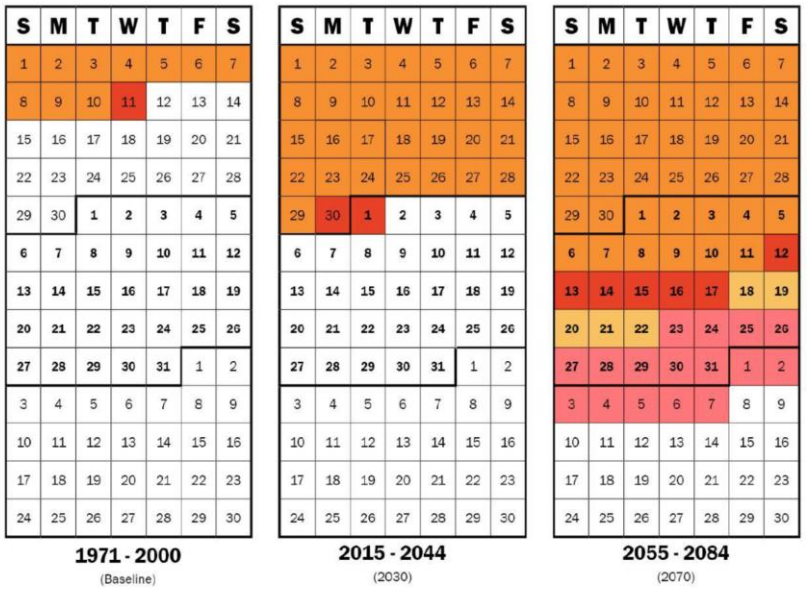 S M T W T F S
1 2 3 4 5 6 7
8 9 10 11 12 13 14
15 16 17 18 19 20 21
22 23 24 25 26 27 28
29 30 1 2 3 4 5
6 7 8 9 10 11 12
13 14 15 16 17 18 19
20 21 22 23 24 25 26
27 28 29 30 31 1 2
3 4 5 6 7 8 9
10 11 12 13 14 15 16
17 18 19 20 21 22 23
24 25 26 27 28 29 30
1971 - 2000
(Baseline)
S M T W T F S
1 2 3 4 5 6 7
8 9 10 11 12 13 14
15 16 17 18 19 20 21
22 23 24 25 26 27 28
29 30 1 2 3 4 5
6 7 8 9 10 11 12
13 14 15 16 17 18 19
20 21 22 23 24 25 26
27 28 29 30 31 1 2
3 4 5 6 7 8 9
10 11 12 13 14 15 16
17 18 19 20 21 22 23
24 25 26 27 28 29 30
2015 - 2044
(2030)
S M T W T F S
1 2 3 4 5 6 7
8 9 10 11 12 13 14
15 16 17 18 19 20 21
22 23 24 25 26 27 28
29 30 1 2 3 4 5
6 7 8 9 10 11 12
13 14 15 16 17 18 19
20 21 22 23 24 25 26
27 28 29 30 31 1 2
3 4 5 6 7 8 9
10 11 12 13 14 15 16
17 18 19 20 21 22 23
24 25 26 27 28 29 30
2055 - 2084
(2070)